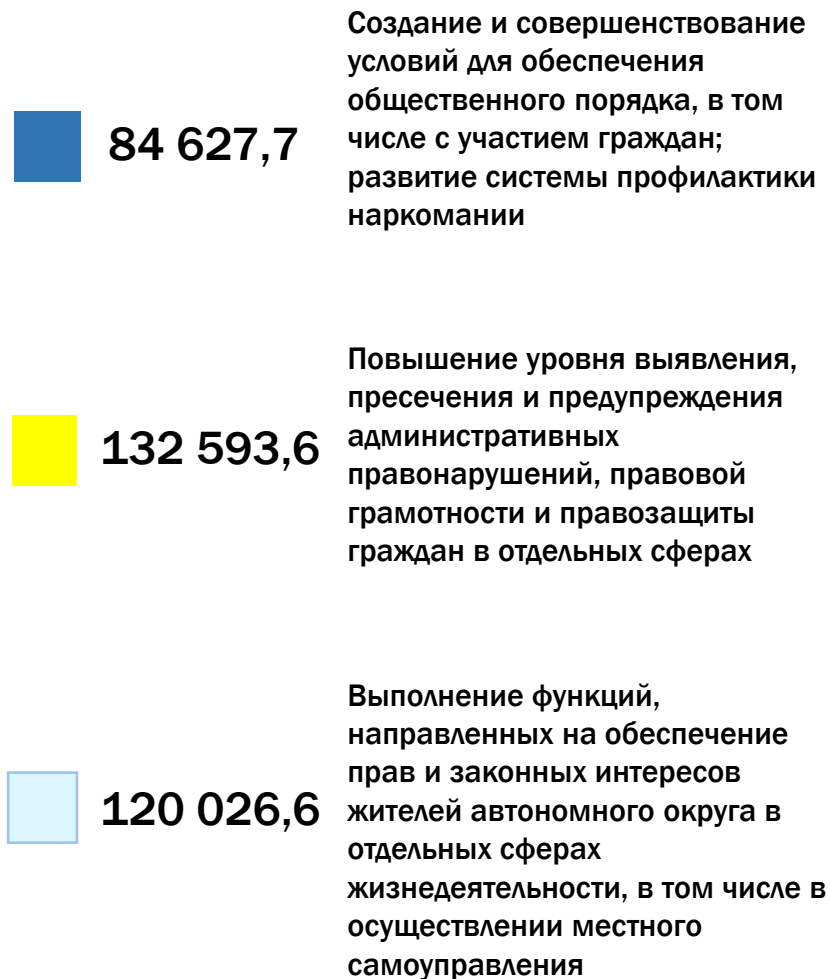 Создание и совершенствование
условий для обеспечения
общественного порядка, в том
84 627,7 числе с участием граждан;
развитие системы профилактики
наркомании
Повышение уровня выявления,
пресечения и предупреждения
132 593,6 административных
правонарушений, правовой
грамотности и правозащиты
граждан в отдельных сферах
Выполнение функций,
направленных на обеспечение
прав и законных интересов
120 026,6 жителей автономного округа в
отдельных сферах
жизнедеятельности, в том числе в
осуществлении местного
самоуправления